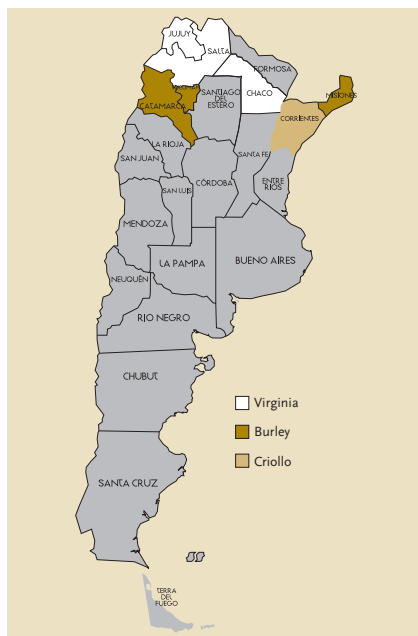 JUJUY
SALTA
FORMOSA
CHACO
SANTIAGO
DEL
ESTERO
CATAMARCA
MISIONES
CORRIENTES
LA RIOJA
SANTA FE
SAN JUAN
CÓRDOBA
ENTRE
RIOS
SAN LUIS
MENDOZA
BUENO AIRES
LA PAMPA
NEUQUÉN
RIO NEGRO
CHUBUT
Virginia
Burley
Criollo
SANTA CRUZ
TERRA
DEL
FUEGO